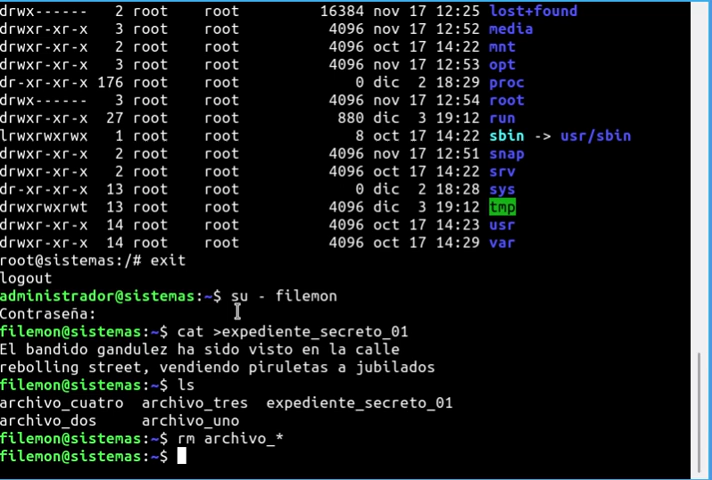 drwx------   2 root     root          16384 nov 17 12:25 lost+found
drwxr-xr-x   3 root     root           4096 nov 17 12:28 media
drwxr-xr-x   2 root     root           4096 oct 17 14:22 mnt
drwxr-xr-x   3 root     root           4096 nov 17 12:53 opt
dr-xr-xr-x 176 root     root              0 dic  2 18:29 proc
drwx------   3 root     root           4096 nov 17 12:54 root
drwxr-xr-x  27 root     root            880 dic  3 19:12 run
lrwxrwxrwx   1 root     root              8 oct 17 14:22 sbin -> usr/sbin
drwxr-xr-x   2 root     root           4096 nov 17 12:51 snap
drwxr-xr-x   2 root     root           4096 oct 17 14:22 srv
dr-xr-xr-x  13 root     root              0 dic  2 18:28 sys
drwxrwxrwt  13 root     root           4096 dic  3 19:12 tmp
drwxr-xr-x  14 root     root           4096 oct 17 14:23 usr
drwxr-xr-x  14 root     root           4096 oct 17 14:29 var
root@sistemas:/# exit
logout
administrador@sistemas:~$ su - filemon
Contraseña:
filemon@sistemas:~$ cat >expediente_secreto_01
El bandido gandulez ha sido visto en la calle
rebolling street, vendiendo piruletas a jubilados
filemon@sistemas:~$ ls
archivo_cuatro  archivo_tres  expediente_secreto_01
archivo_dos     archivo_uno
filemon@sistemas:~$ rm archivo_*
filemon@sistemas:~$